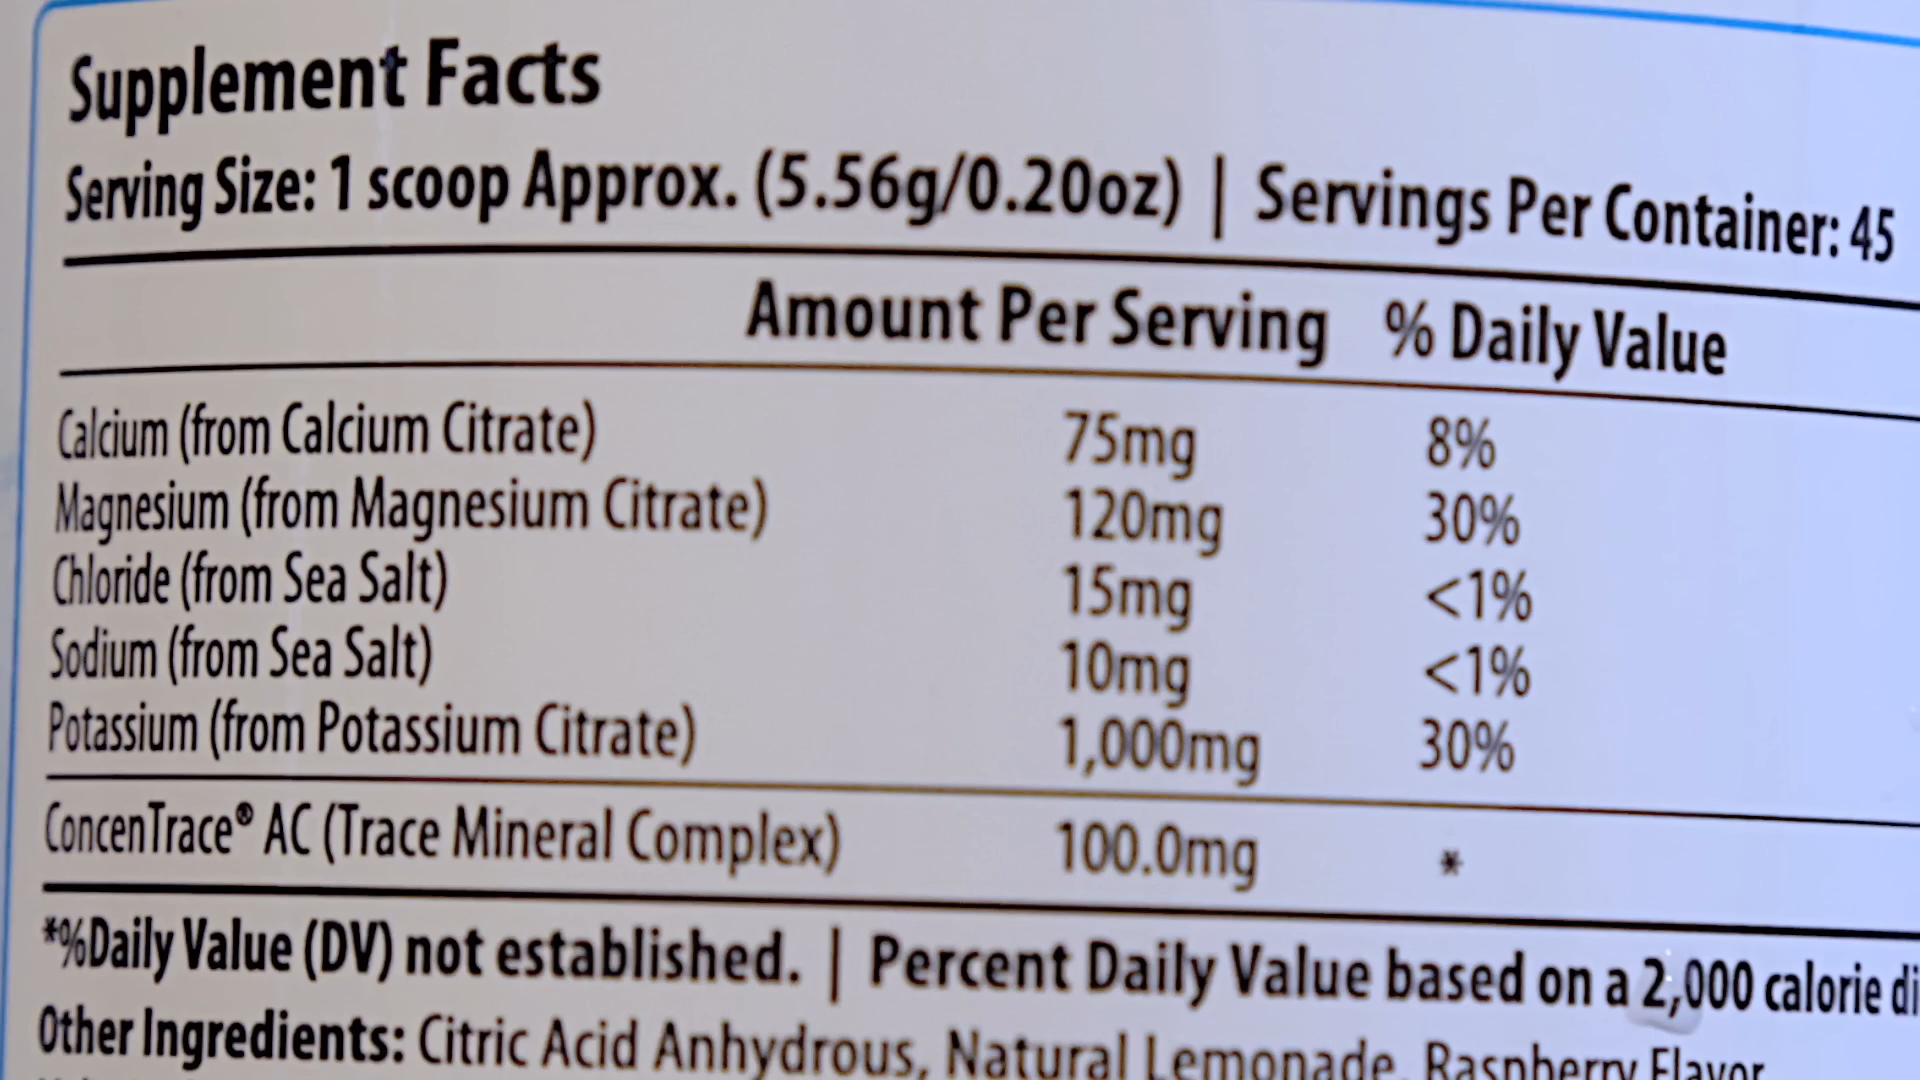 Supplement Facts
Serving Size: 1 scoop Approx. (5.56g/0.20oz) | Servings Per Container: 45
Amount Per Serving % Daily Value
Calcium (from Calcium Citrate) 75mg 8%
Magnesium (from Magnesium Citrate) 120mg 30%
Chloride (from Sea Salt) 15mg <1%
Sodium (from Sea Salt) 10mg <1%
Potassium (from Potassium Citrate) 1,000mg 30%
ConcenTrace® AC (Trace Mineral Complex) 100.0mg *
*%Daily Value (DV) not established. | Percent Daily Value based on a 2,000 calorie di
Other Ingredients: Citric Acid Anhydrous, Natural Lemonade, Raspberry Flavor